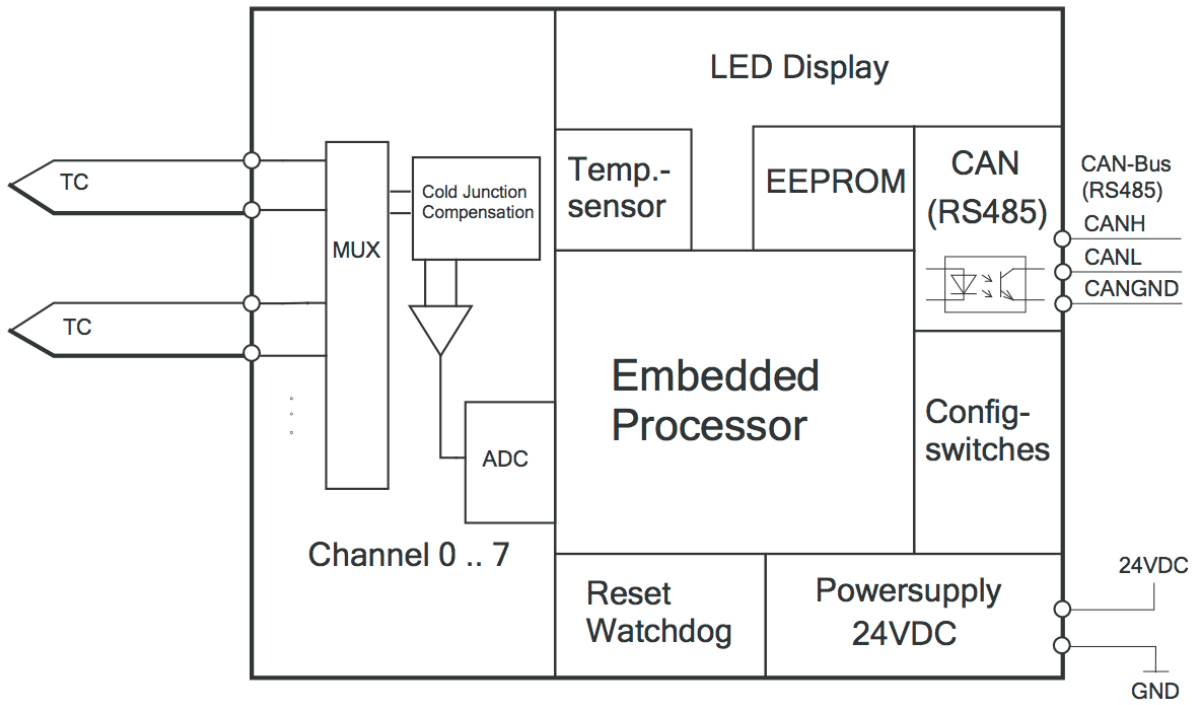 LED Display
TC
TC
MUX
Cold Junction
Compensation
ADC
Channel 0 .. 7
Temp.-
sensor
EEPROM
CAN
(RS485)
Embedded
Processor
Config-
switches
Reset
Watchdog
Powersupply
24VDC
CAN-Bus
(RS485)
CANH
CANL
CANGND
24VDC
GND